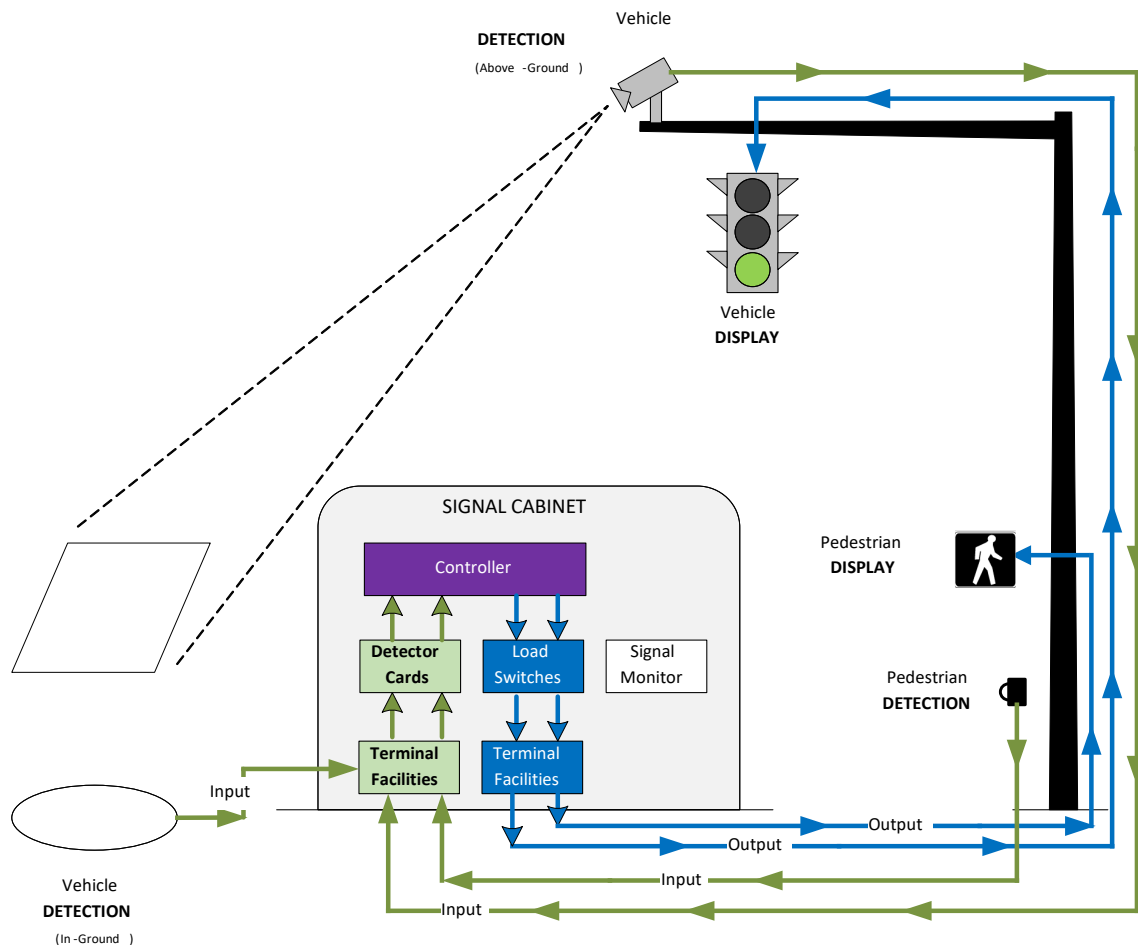 Vehicle
DETECTION
(Above -Ground )
Vehicle
DISPLAY
SIGNAL CABINET
Controller
Detector
Cards
Load
Switches
Signal
Monitor
Terminal
Facilities
Terminal
Facilities
Pedestrian
DISPLAY
Pedestrian
DETECTION
Input
Output
Output
Input
Input
Vehicle
DETECTION
(In -Ground )